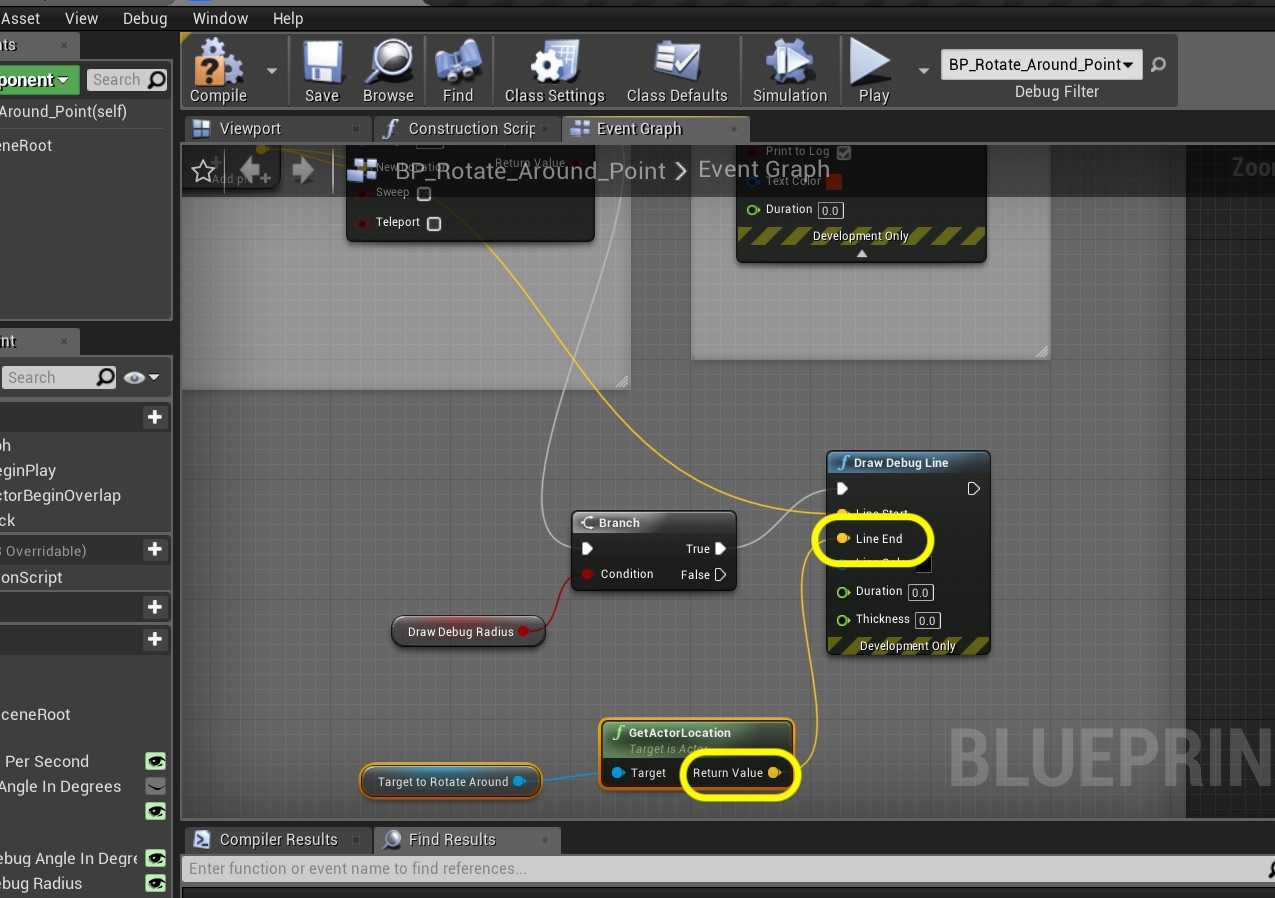 Asset View Debug Window Help
nts
ponent
Search
Around_Point(self)
eneRoot
Compile
Save
Browse
Find
Class Settings
Class Defaults
Simulation
Play
BP_Rotate_Around_Point
Debug Filter
Viewport
Construction Scrip
Event Graph
BP_Rotate_Around_Point > Event Graph
Zoo
Add pi
New Location
Return Value
Sweep
Teleport
Print to Log
Text Color
Duration 0.0
Development Only
nt
Search
ph
eginPlay
ctorBeginOverlap
ck
Overridable)
onScript
ceneRoot
Per Second
Angle In Degrees
ebug Angle In Degre
ebug Radius
Draw Debug Line
Line Start
Line End
Duration 0.0
Thickness 0.0
Development Only
Branch
True
Condition
False
Draw Debug Radius
GetActorLocation
Target is Actor
Target
Return Value
Target to Rotate Around
BLUEPRIN
Compiler Results
Find Results
Enter function or event name to find references...